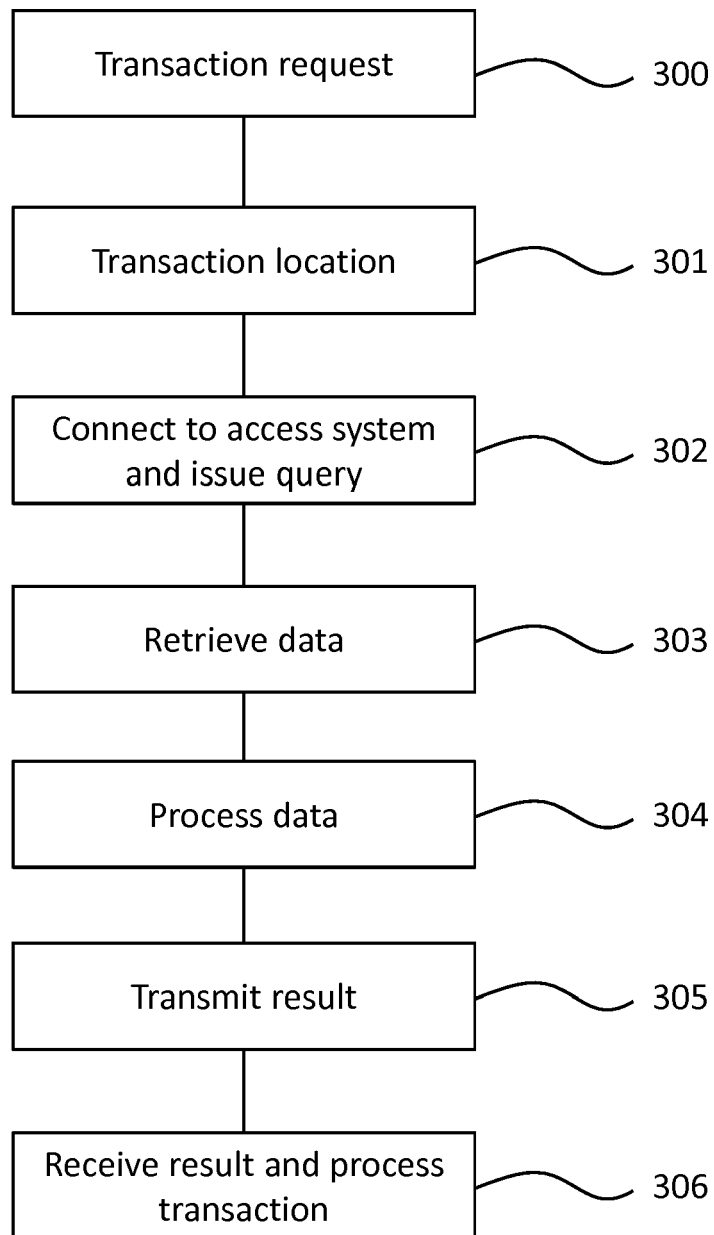 Transaction request
300
Transaction location
301
Connect to access system
and issue query
302
Retrieve data
303
Process data
304
Transmit result
305
Receive result and process
transaction
306